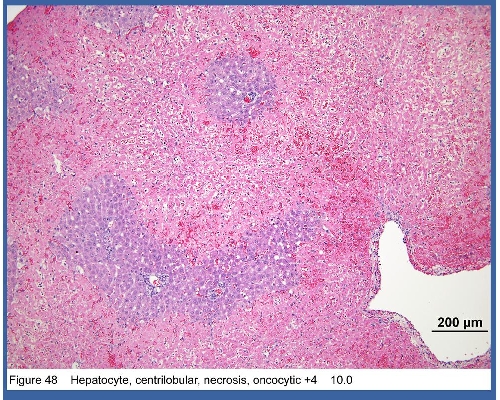 200 µm
Figure 48 Hepatocyte, centrilobular, necrosis, oncocytic +4 10.0